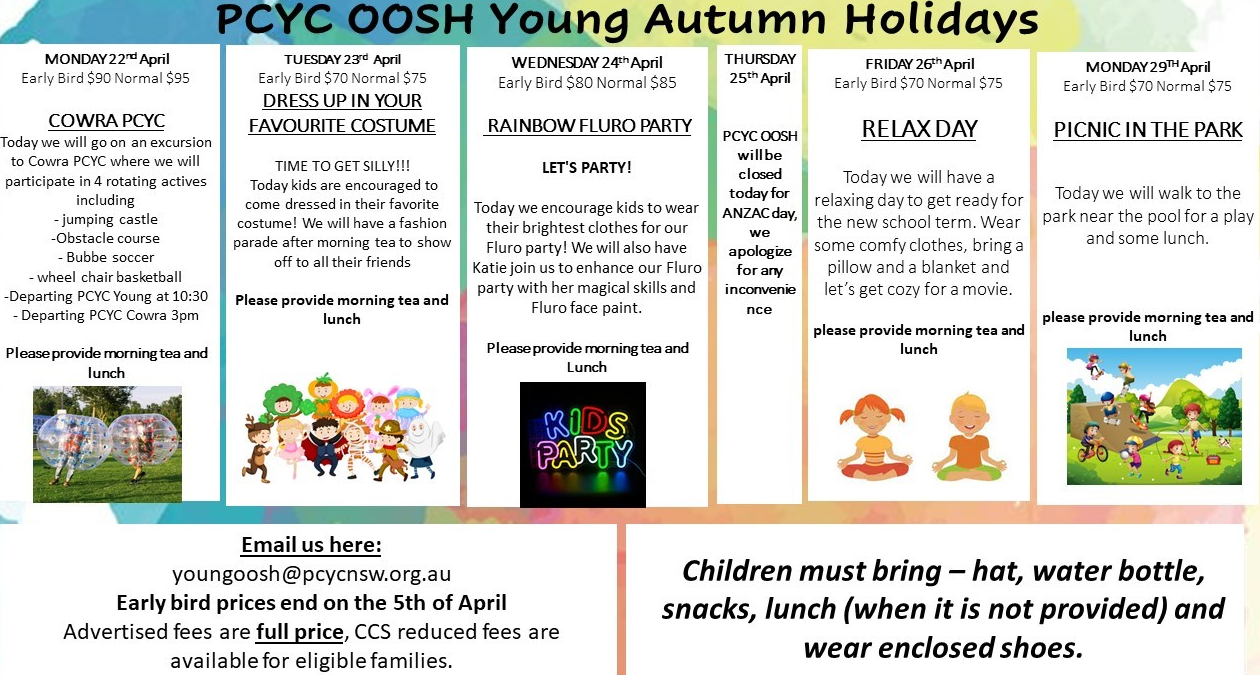 PCYC OOSH Young Autumn Holidays
MONDAY 22nd April
Early Bird $90 Normal $95
COWRA PCYC
Today we will go on an excursion
to Cowra PCYC where we will
participate in 4 rotating actives
including
- jumping castle
-Obstacle course
- Bubbe soccer
- wheel chair basketball
-Departing PCYC Young at 10:30
- Departing PCYC Cowra 3pm
Please provide morning tea and
lunch
TUESDAY 23rd April
Early Bird $70 Normal $75
DRESS UP IN YOUR
FAVOURITE COSTUME
TIME TO GET SILLY!!!
Today kids are encouraged to
come dressed in their favorite
costume! We will have a fashion
parade after morning tea to show
off to all their friends
Please provide morning tea and
lunch
WEDNESDAY 24th April
Early Bird $80 Normal $85
RAINBOW FLURO PARTY
LET'S PARTY!
Today we encourage kids to wear
their brightest clothes for our
Fluro party! We will also have
Katie join us to enhance our Fluro
party with her magical skills and
Fluro face paint.
Please provide morning tea and
Lunch
KIDS
PARTY
THURSDAY
25th April
PCYC OOSH
will be
closed
today for
ANZAC day,
we
apologize
for any
inconvenie
nce
FRIDAY 26th April
Early Bird $70 Normal $75
RELAX DAY
Today we will have a
relaxing day to get ready for
the new school term. Wear
some comfy clothes, bring a
pillow and a blanket and
let's get cozy for a movie.
please provide morning tea and
lunch
MONDAY 29TH April
Early Bird $70 Normal $75
PICNIC IN THE PARK
Today we will walk to the
park near the pool for a play
and some lunch.
please provide morning tea and
lunch
Email us here:
youngoosh@pcycnsw.org.au
Early bird prices end on the 5th of April
Advertised fees are full price, CCS reduced fees are
available for eligible families.
Children must bring – hat, water bottle,
snacks, lunch (when it is not provided) and
wear enclosed shoes.